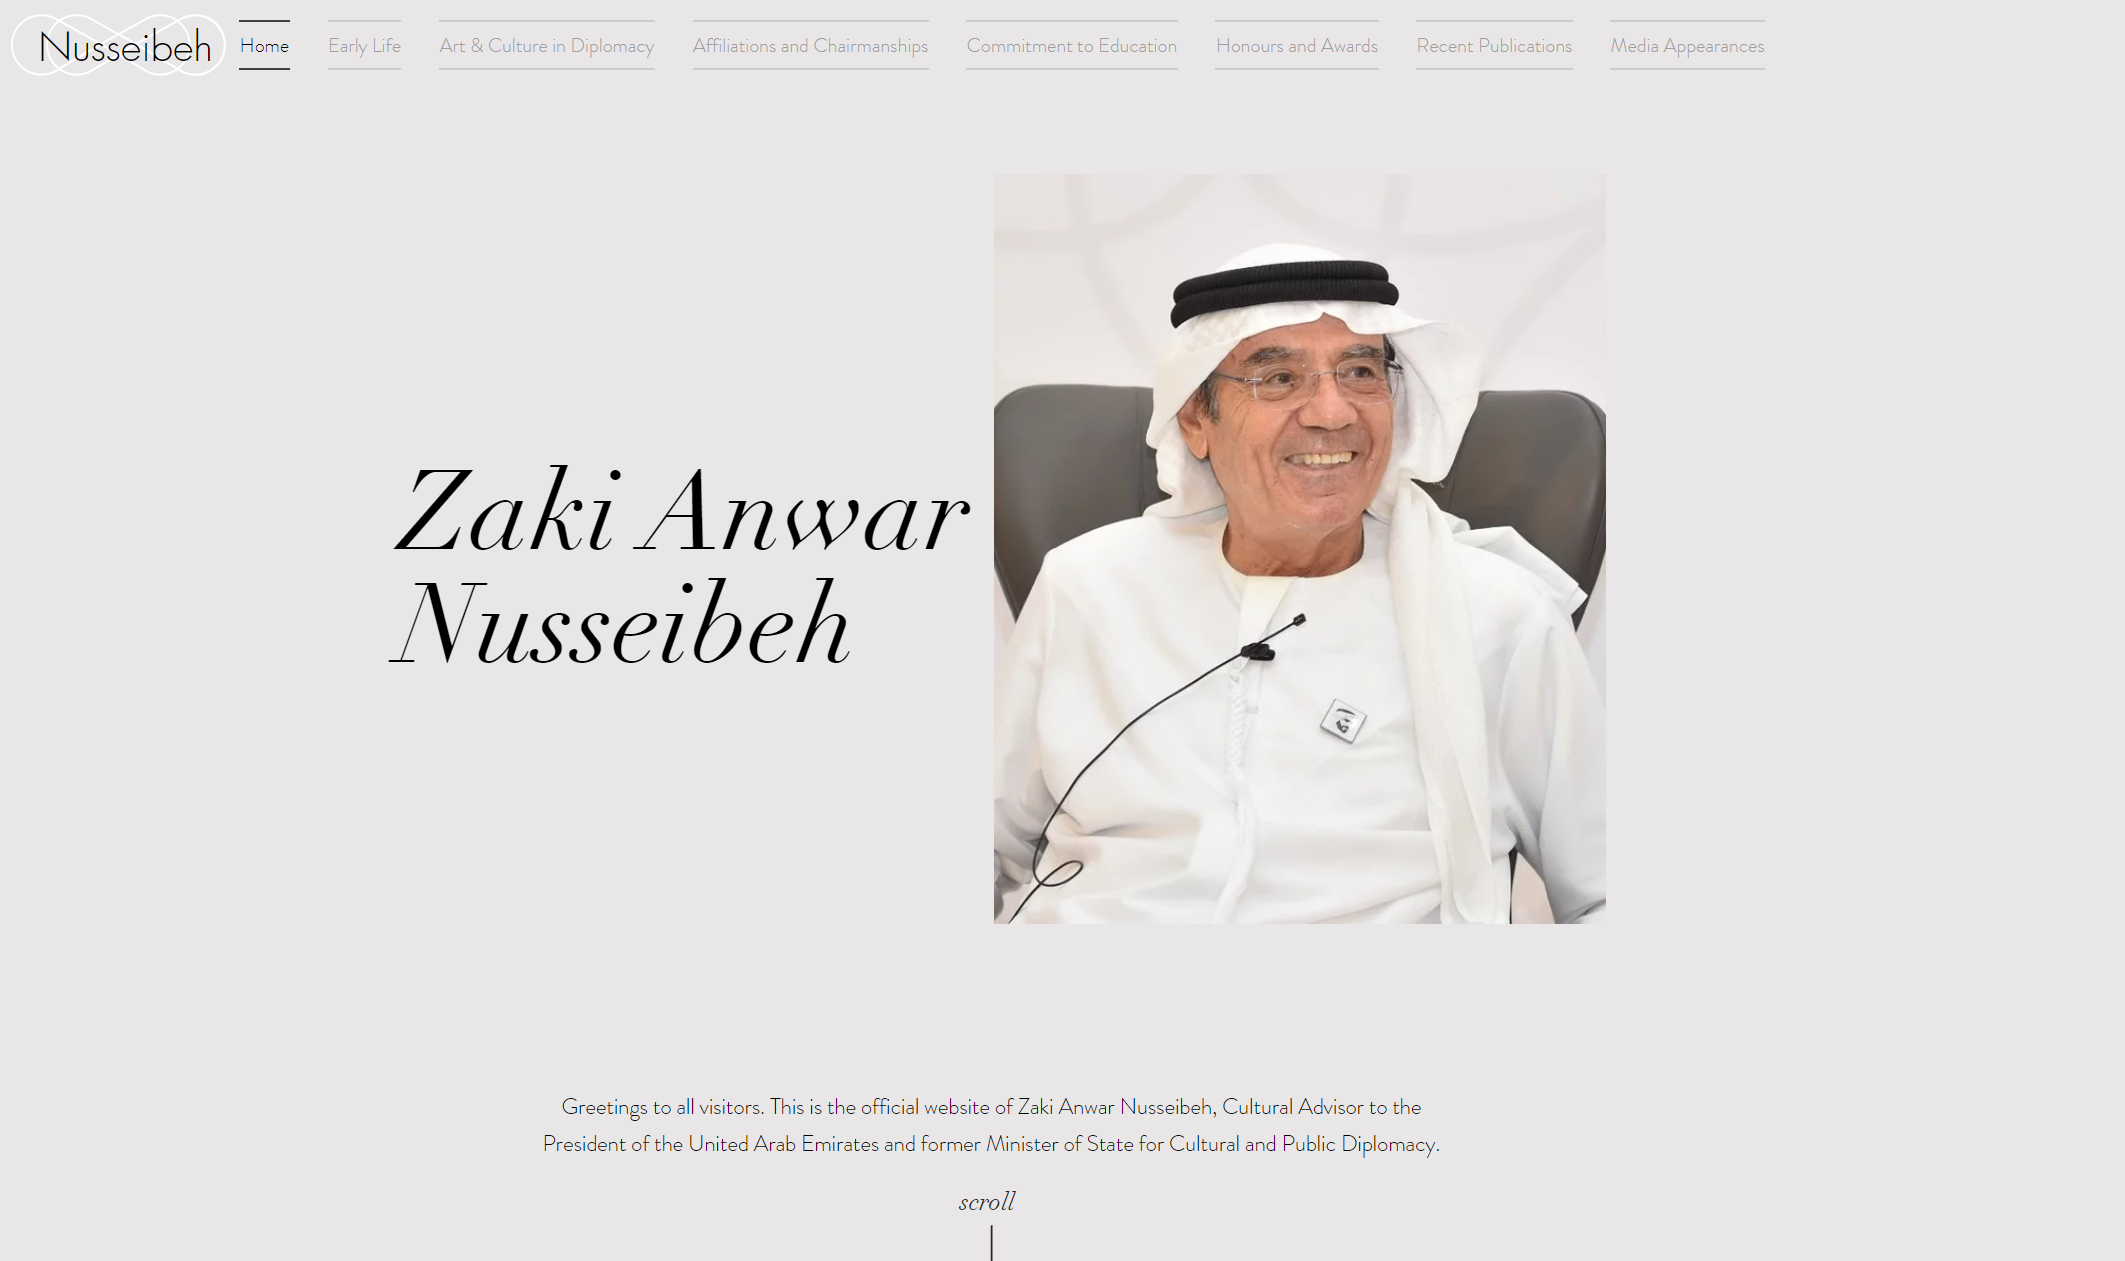 Nusseibeh
Home
Early Life
Art & Culture in Diplomacy
Affiliations and Chairmanships
Commitment to Education
Honours and Awards
Recent Publications
Media Appearances
Zaki Anwar
Nusseibeh
Greetings to all visitors. This is the official website of Zaki Anwar Nusseibeh, Cultural Advisor to the
President of the United Arab Emirates and former Minister of State for Cultural and Public Diplomacy.
scroll